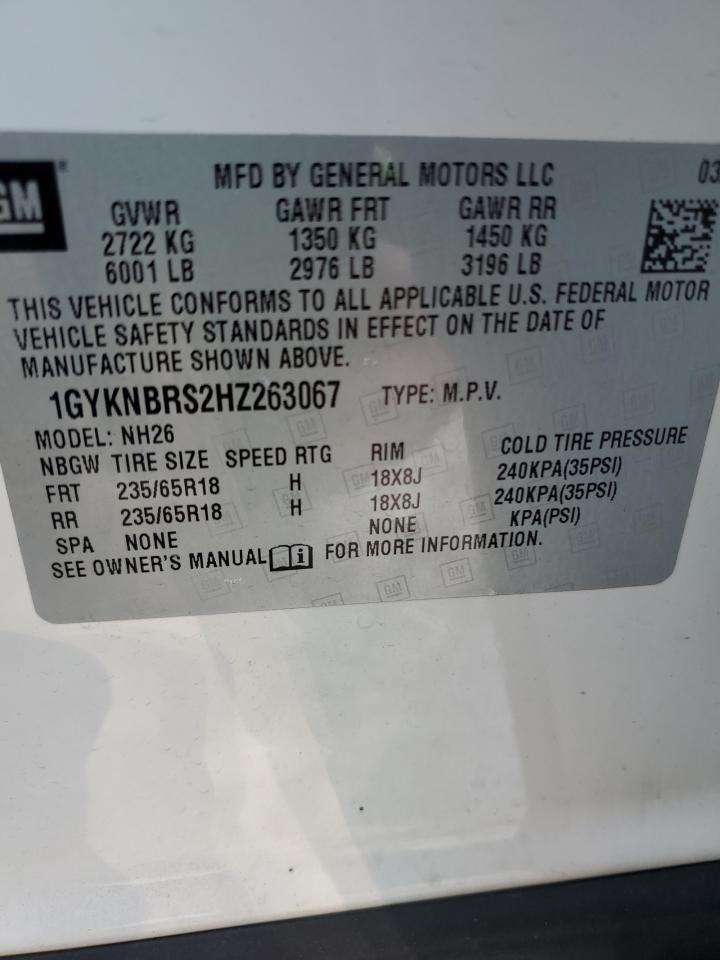 GM
MFD BY GENERAL MOTORS LLC 03
GVWR GAWR FRT GAWR RR
2722 KG 1350 KG 1450 KG
6001 LB 2976 LB 3196 LB
THIS VEHICLE CONFORMS TO ALL APPLICABLE U.S. FEDERAL MOTOR
VEHICLE SAFETY STANDARDS IN EFFECT ON THE DATE OF
MANUFACTURE SHOWN ABOVE.
1GYKNBRS2HZ263067 TYPE: M.P.V.
MODEL: NH26
NBGW TIRE SIZE SPEED RTG RIM COLD TIRE PRESSURE
FRT 235/65R18 H 18X8J 240KPA(35PSI)
RR 235/65R18 H 18X8J 240KPA(35PSI)
SPA NONE NONE KPA(PSI)
SEE OWNER'S MANUAL i FOR MORE INFORMATION.